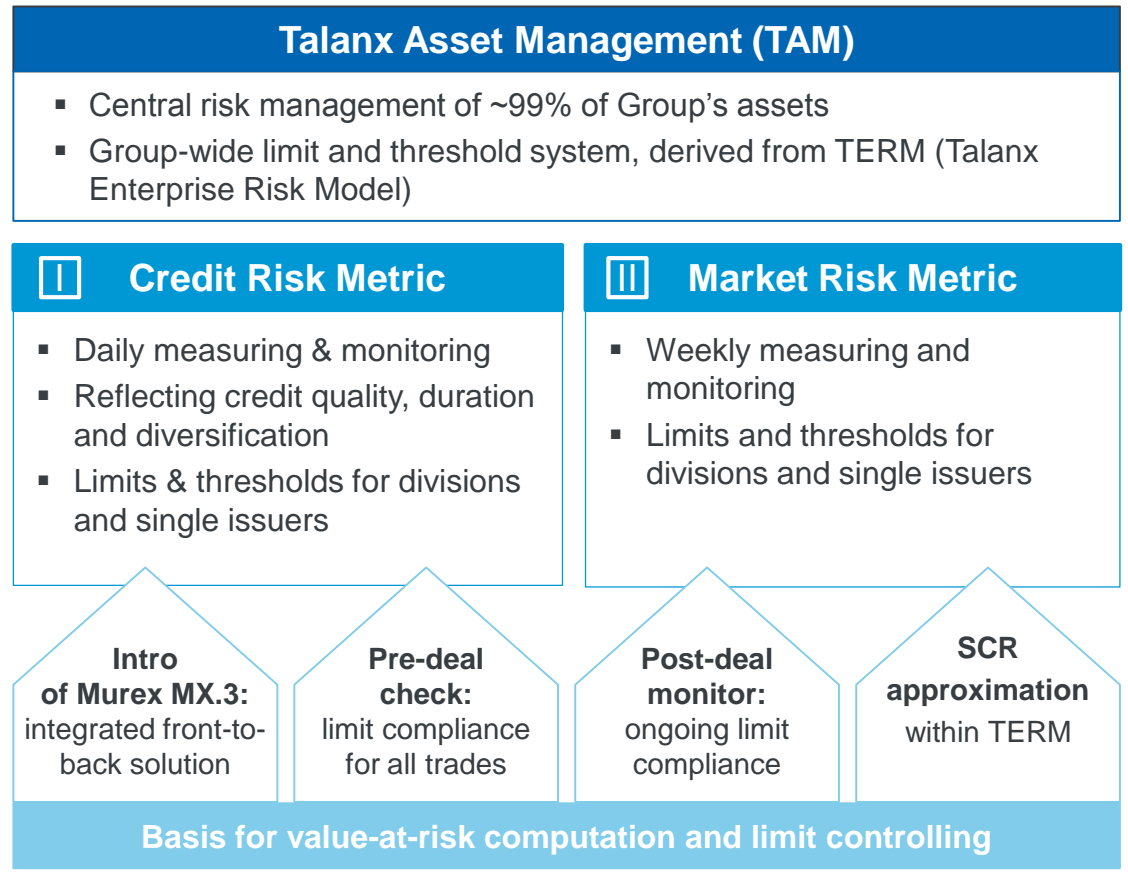 Talanx Asset Management (TAM)
▪ Central risk management of ~99% of Group's assets
▪ Group-wide limit and threshold system, derived from TERM (Talanx
Enterprise Risk Model)
I Credit Risk Metric
▪ Daily measuring & monitoring
▪ Reflecting credit quality, duration
and diversification
▪ Limits & thresholds for divisions
and single issuers
II Market Risk Metric
▪ Weekly measuring and
monitoring
▪ Limits and thresholds for
divisions and single issuers
Intro
of Murex MX.3:
integrated front-to-
back solution
Pre-deal
check:
limit compliance
for all trades
Post-deal
monitor:
ongoing limit
compliance
SCR
approximation
within TERM
Basis for value-at-risk computation and limit controlling